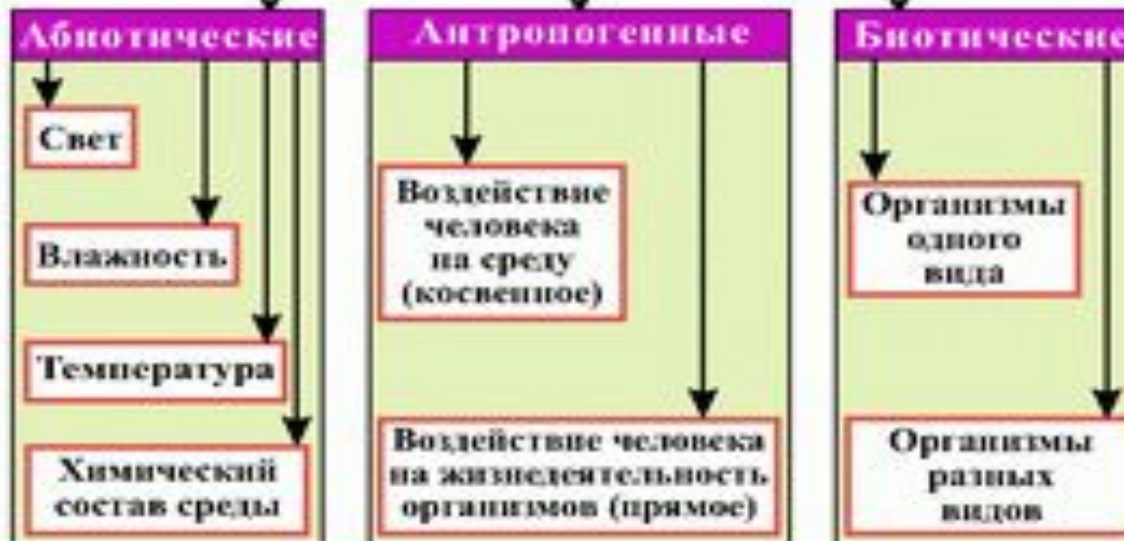 Абиотические
Свет
Влажность
Температура
Химический
состав среды
Антропогенные
Воздействие
человека
на среду
(косвенное)
Воздействие человека
на жизнедеятельность
организмов (прямое)
Биотические
Организмы
одного
вида
Организмы
разных
видов